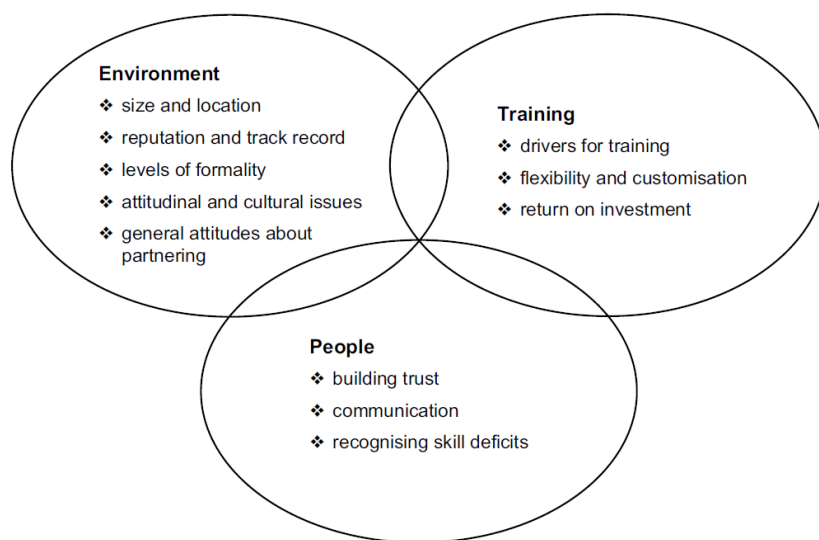 Environment
❖ size and location
❖ reputation and track record
❖ levels of formality
❖ attitudinal and cultural issues
❖ general attitudes about
partnering
Training
❖ drivers for training
❖ flexibility and customisation
❖ return on investment
People
❖ building trust
❖ communication
❖ recognising skill deficits